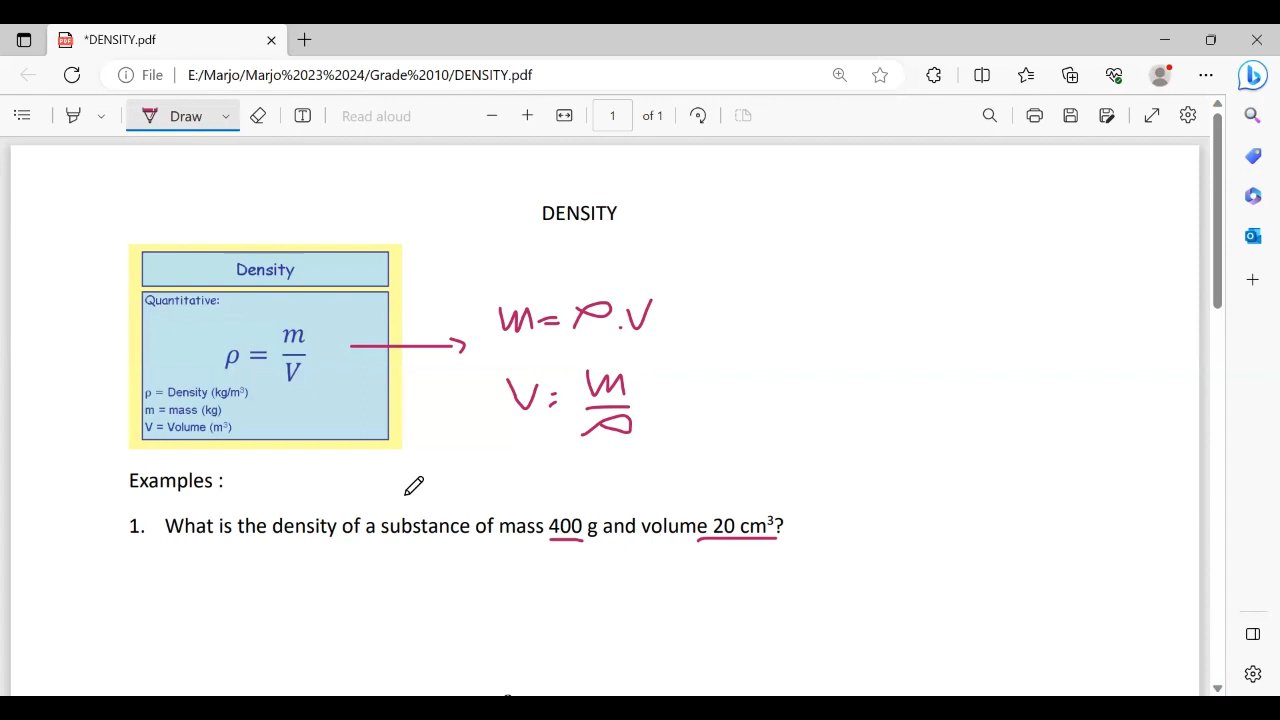 *DENSITY.pdf
File E:/Marjo/Marjo%2023%2024/Grade%2010/DENSITY.pdf
Draw Read aloud 1 of 1
DENSITY
Density
Quantitative:
ρ = m/V
ρ = Density (kg/m³)
m = mass (kg)
V = Volume (m³)
m = ρ.V
V = m/ρ
Examples :
1. What is the density of a substance of mass 400 g and volume 20 cm³?